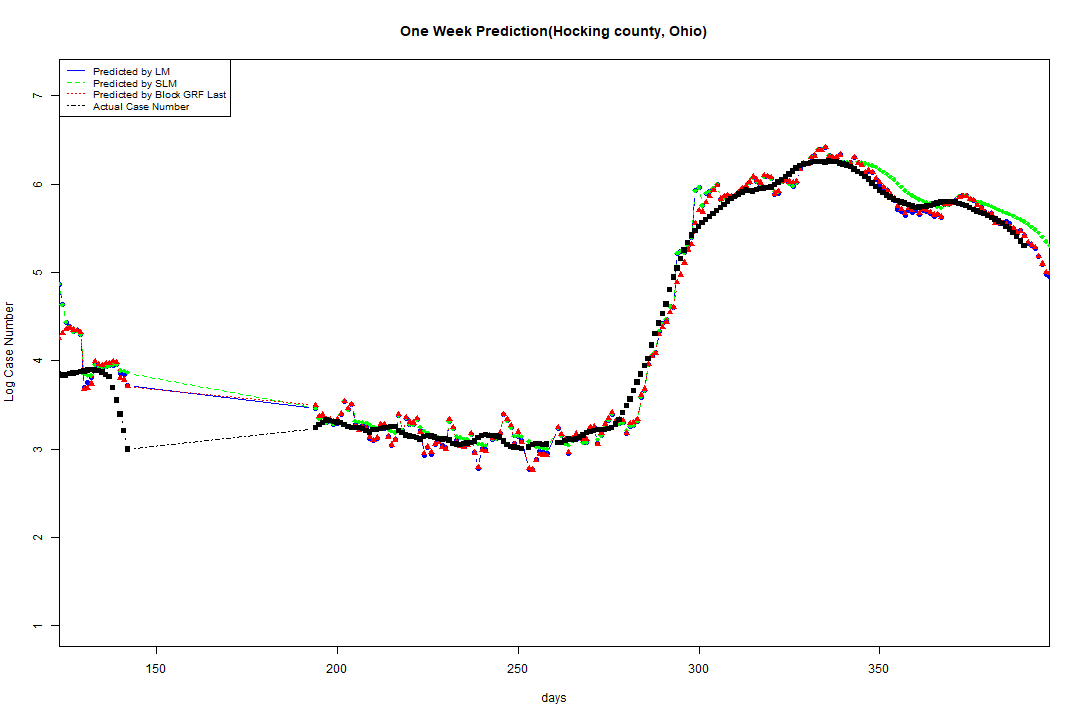 One Week Prediction(Hocking county, Ohio)
Predicted by LM
Predicted by SLM
Predicted by Block GRF Last
Actual Case Number
7
6
5
4
3
2
1
Log Case Number
150 200 250 300 350
days